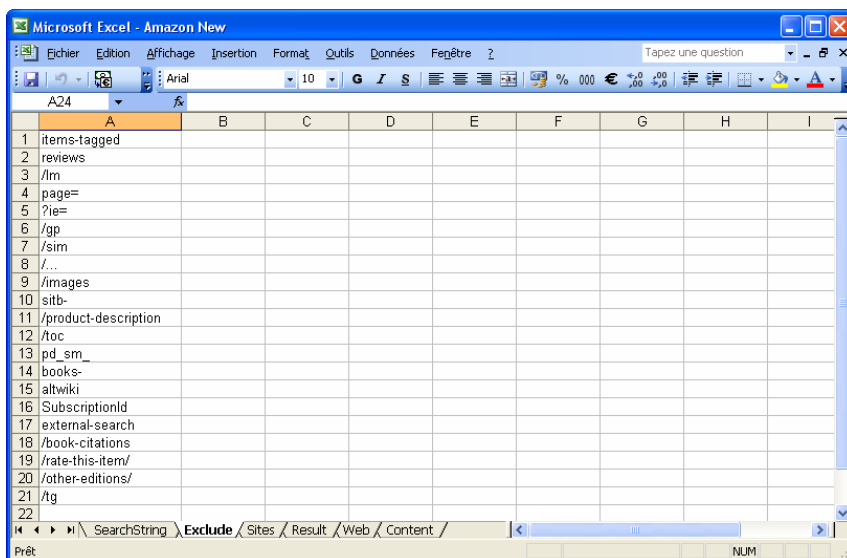 Microsoft Excel - Amazon New
Fichier Edition Affichage Insertion Format Outils Données Fenêtre ? Tapez une question
Arial 10 G I S % 000 € ,00 A
A24 fx
A B C D E F G H I
1 items-tagged
2 reviews
3 /lm
4 page=
5 ?ie=
6 /gp
7 /sim
8 /...
9 /images
10 sitb-
11 /product-description
12 /toc
13 pd_sm_
14 books-
15 altwiki
16 SubscriptionId
17 external-search
18 /book-citations
19 /rate-this-item/
20 /other-editions/
21 /tg
22
SearchString Exclude Sites Result Web Content
Prêt NUM